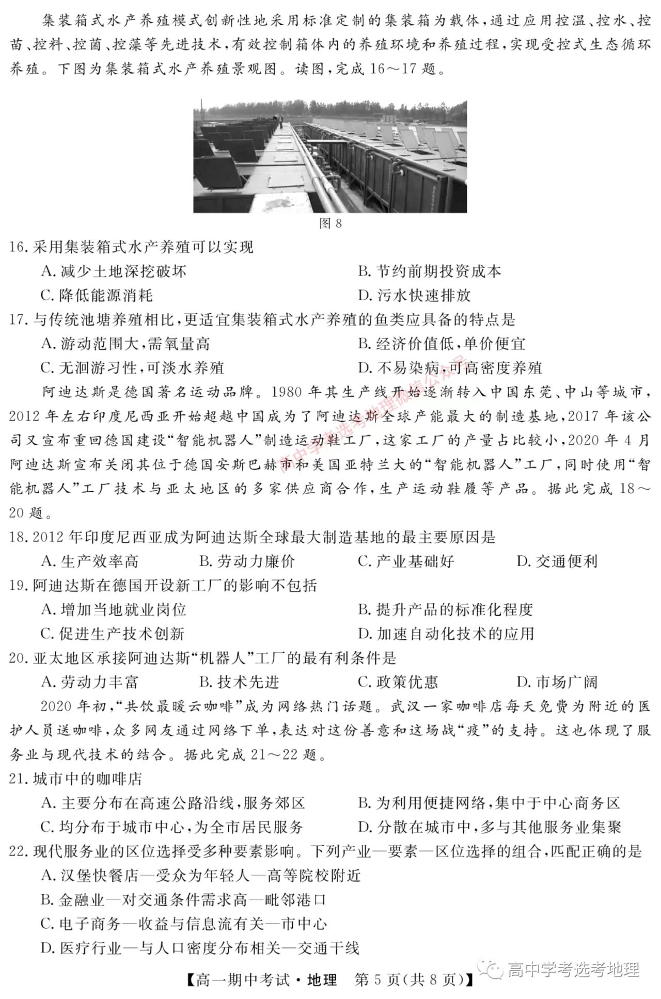 集装箱式水产养殖模式创新性地采用标准定制的集装箱为载体,通过应用控温、控水、控
苗、控料、控菌、控藻等先进技术,有效控制箱体内的养殖环境和养殖过程,实现受控式生态循环
养殖。下图为集装箱式水产养殖景观图。读图,完成16～17题。
图8
16.采用集装箱式水产养殖可以实现
A.减少土地深挖破坏 B.节约前期投资成本
C.降低能源消耗 D.污水快速排放
17.与传统池塘养殖相比,更适宜集装箱式水产养殖的鱼类应具备的特点是
A.游动范围大,需氧量高 B.经济价值低,单价便宜
C.无洄游习性,可淡水养殖 D.不易染病,可高密度养殖
阿迪达斯是德国著名运动品牌。1980年其生产线开始逐渐转入中国东莞、中山等城市,
2012年左右印度尼西亚开始超越中国成为了阿迪达斯全球产能最大的制造基地,2017年该公
司又宣布重回德国建设“智能机器人”制造运动鞋工厂,这家工厂的产量占比较小,2020年4月
阿迪达斯宣布关闭其位于德国安斯巴赫市和美国亚特兰大的“智能机器人”工厂,同时使用“智
能机器人”工厂技术与亚太地区的多家供应商合作,生产运动鞋履等产品。据此完成18～
20题。
18.2012年印度尼西亚成为阿迪达斯全球最大制造基地的最主要原因是
A.生产效率高 B.劳动力廉价 C.产业基础好 D.交通便利
19.阿迪达斯在德国开设新工厂的影响不包括
A.增加当地就业岗位 B.提升产品的标准化程度
C.促进生产技术创新 D.加速自动化技术的应用
20.亚太地区承接阿迪达斯“机器人”工厂的最有利条件是
A.劳动力丰富 B.技术先进 C.政策优惠 D.市场广阔
2020年初,“共饮最暖云咖啡”成为网络热门话题。武汉一家咖啡店每天免费为附近的医
护人员送咖啡,众多网友通过网络下单,表达对这份善意和这场战“疫”的支持。这也体现了服
务业与现代技术的结合。据此完成21～22题。
21.城市中的咖啡店
A.主要分布在高速公路沿线,服务郊区 B.为利用便捷网络,集中于中心商务区
C.均分布于城市中心,为全市居民服务 D.分散在城市中,多与其他服务业集聚
22.现代服务业的区位选择受多种要素影响。下列产业—要素—区位选择的组合,匹配正确的是
A.汉堡快餐店—受众为年轻人—高等院校附近
B.金融业—对交通条件需求高—毗邻港口
C.电子商务—收益与信息流有关—市中心
D.医疗行业—与人口密度分布相关—交通干线
【高一期中考试·地理 第5页(共8页)】
高中学考选考地理
高中学考选考地理微信公众号